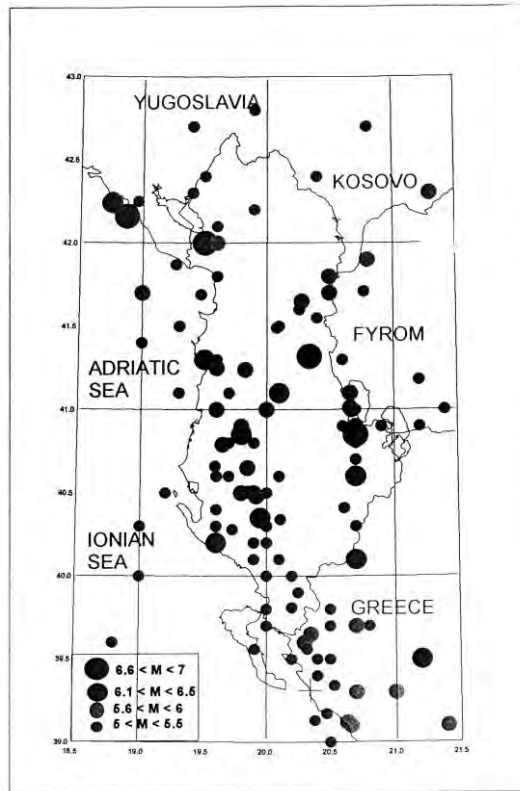 43.0
YUGOSLAVIA
42.5
KOSOVO
42.0
41.5
FYROM
ADRIATIC
SEA
41.0
40.5
IONIAN
SEA
40.0
GREECE
39.5
6.6 < M < 7
6.1 < M < 6.5
5.6 < M < 6
5 < M < 5.5
39.0
18.5
19.0
19.5
20.0
20.5
21.0
21.5